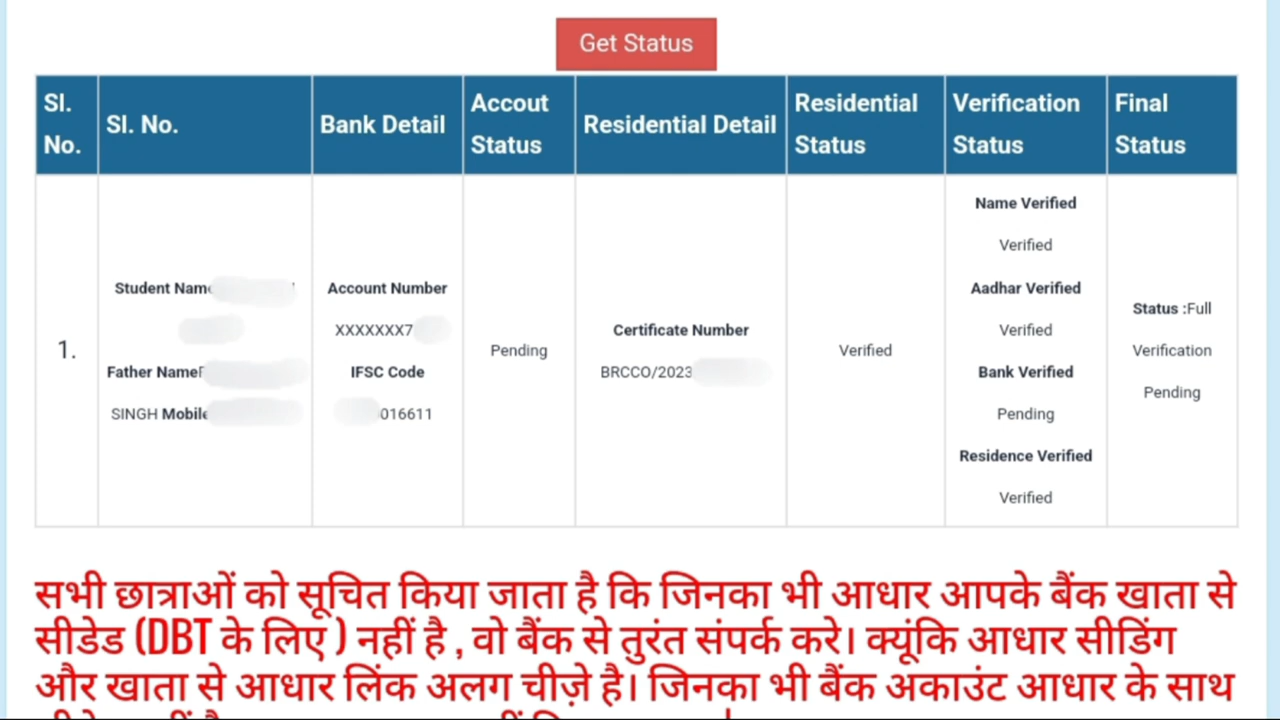 Get Status
Sl. No.
Sl. No.
Bank Detail
Accout Status
Residential Detail
Residential Status
Verification Status
Final Status
1.
Student Name
Father Name
SINGH Mobile
Account Number
XXXXXXX7
IFSC Code
016611
Pending
Certificate Number
BRCCO/2023
Verified
Name Verified
Verified
Aadhar Verified
Verified
Bank Verified
Pending
Residence Verified
Verified
Status :Full
Verification
Pending
सभी छात्राओं को सूचित किया जाता है कि जिनका भी आधार आपके बैंक खाता से
सीडेड (DBT के लिए ) नहीं है , वो बैंक से तुरंत संपर्क करे। क्यूंकि आधार सीडिंग
और खाता से आधार लिंक अलग चीज़े है। जिनका भी बैंक अकाउंट आधार के साथ